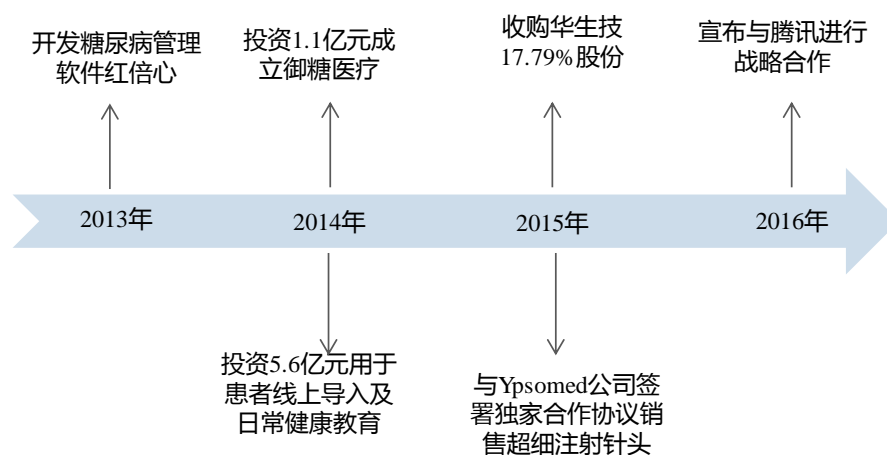 开发糖尿病管理
软件红倍心
投资1.1亿元成
立御糖医疗
收购华生技
17.79%股份
宣布与腾讯进行
战略合作
2013年
2014年
2015年
2016年
投资5.6亿元用于
患者线上导入及
日常健康教育
与Ypsomed公司签
署独家合作协议销
售超细注射针头